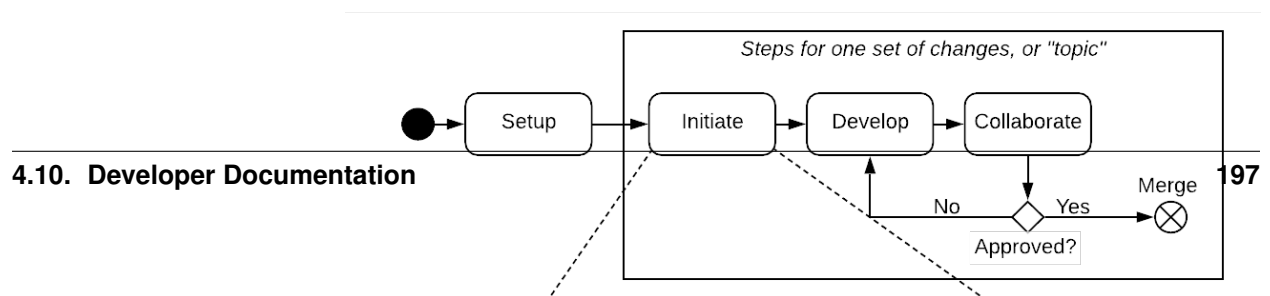 Steps for one set of changes, or "topic"
Setup
Initiate
Develop
Collaborate
4.10. Developer Documentation
197
Merge
No
Yes
Approved?